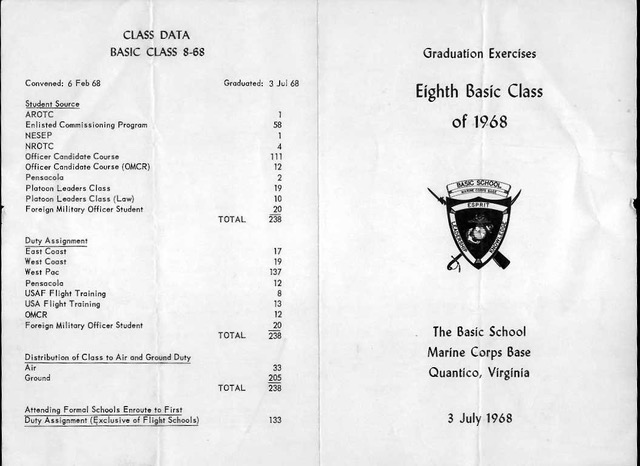 CLASS DATA
BASIC CLASS 8-68
Convened: 6 Feb 68 Graduated: 3 Jul 68
Student Source
AROTC 1
Enlisted Commissioning Program 58
NESEP 1
NROTC 4
Officer Candidate Course 111
Officer Candidate Course (OMCR) 12
Pensacola 2
Platoon Leaders Class 19
Platoon Leaders Class (Law) 10
Foreign Military Officer Student 20
TOTAL 238
Duty Assignment
East Coast 17
West Coast 19
West Pac 137
Pensacola 12
USAF Flight Training 8
USA Flight Training 13
OMCR 12
Foreign Military Officer Student 20
TOTAL 238
Distribution of Class to Air and Ground Duty
Air 33
Ground 205
TOTAL 238
Attending Formal Schools Enroute to First
Duty Assignment (Exclusive of Flight Schools) 133
Graduation Exercises
Eighth Basic Class
of 1968
BASIC SCHOOL
MARINE CORPS BASE
ESPRIT
LEADERSHIP
KNOWLEDGE
The Basic School
Marine Corps Base
Quantico, Virginia
3 July 1968